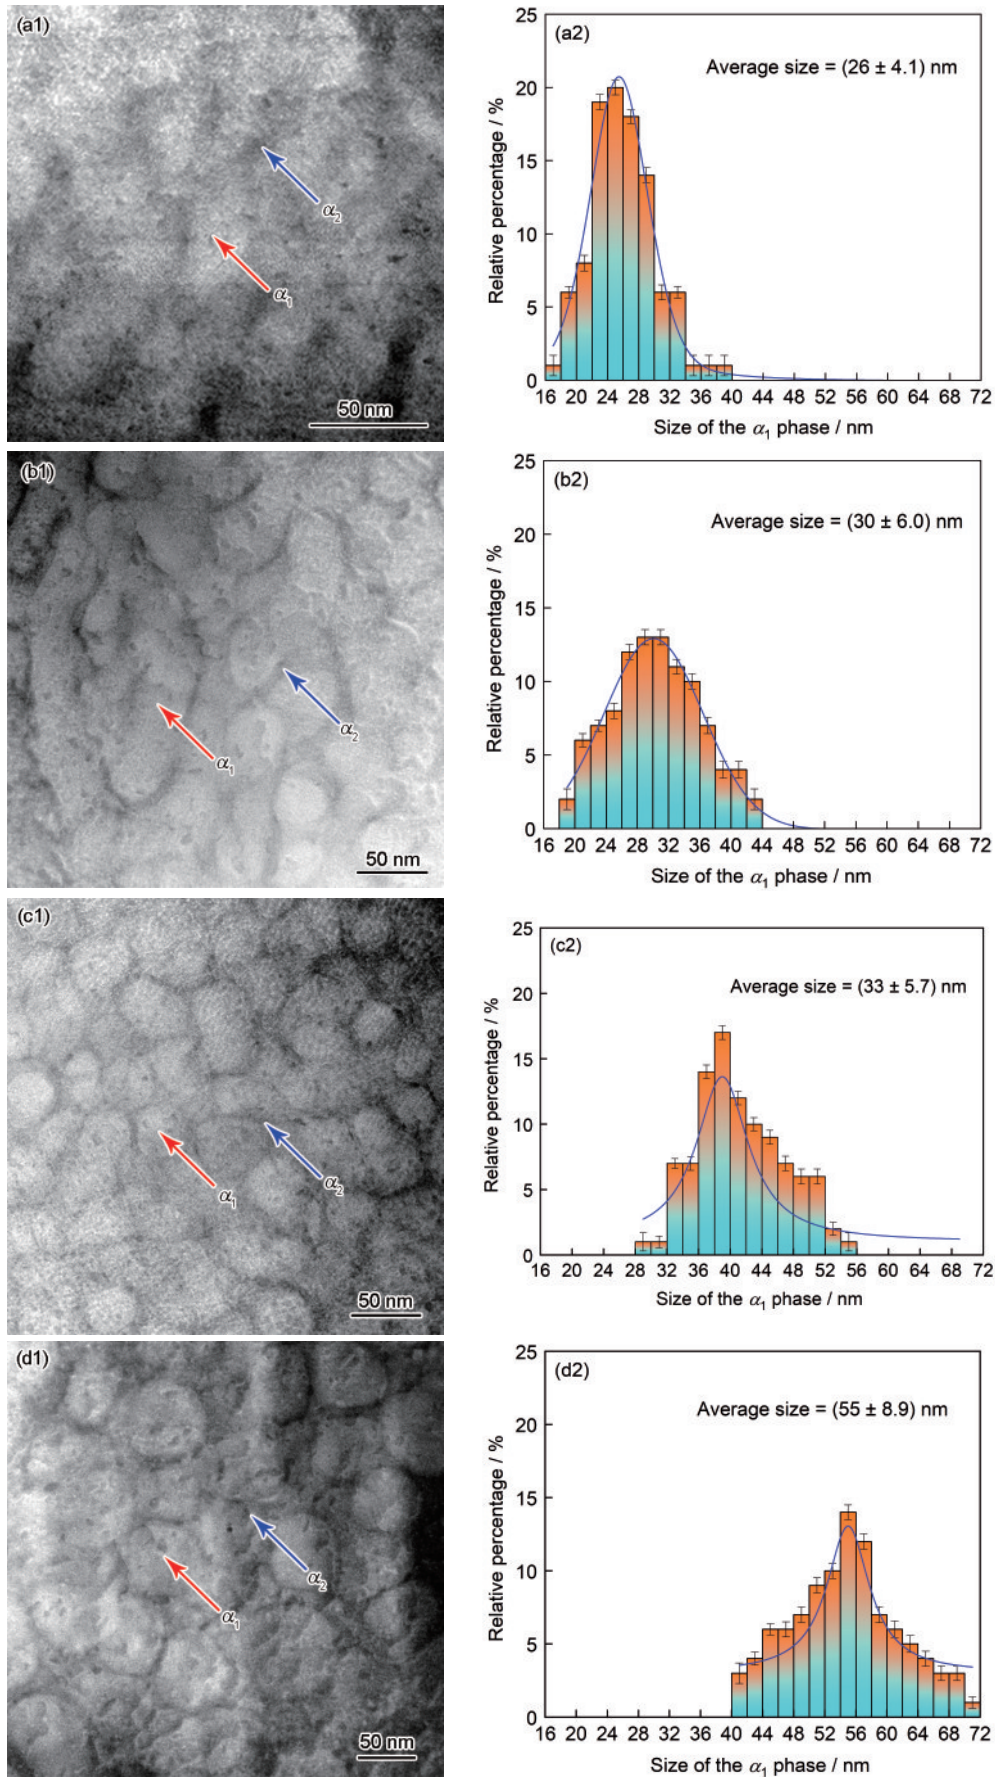 (a1)
α2
α1
50 nm
(a2)
Average size = (26 ± 4.1) nm
Relative percentage / %
25
20
15
10
5
0
16 20 24 28 32 36 40 44 48 52 56 60 64 68 72
Size of the α1 phase / nm
(b1)
α2
α1
50 nm
(b2)
Average size = (30 ± 6.0) nm
Relative percentage / %
25
20
15
10
5
0
16 20 24 28 32 36 40 44 48 52 56 60 64 68 72
Size of the α1 phase / nm
(c1)
α1
α2
50 nm
(c2)
Average size = (33 ± 5.7) nm
Relative percentage / %
25
20
15
10
5
0
16 20 24 28 32 36 40 44 48 52 56 60 64 68 72
Size of the α1 phase / nm
(d1)
α2
α1
50 nm
(d2)
Average size = (55 ± 8.9) nm
Relative percentage / %
25
20
15
10
5
0
16 20 24 28 32 36 40 44 48 52 56 60 64 68 72
Size of the α1 phase / nm